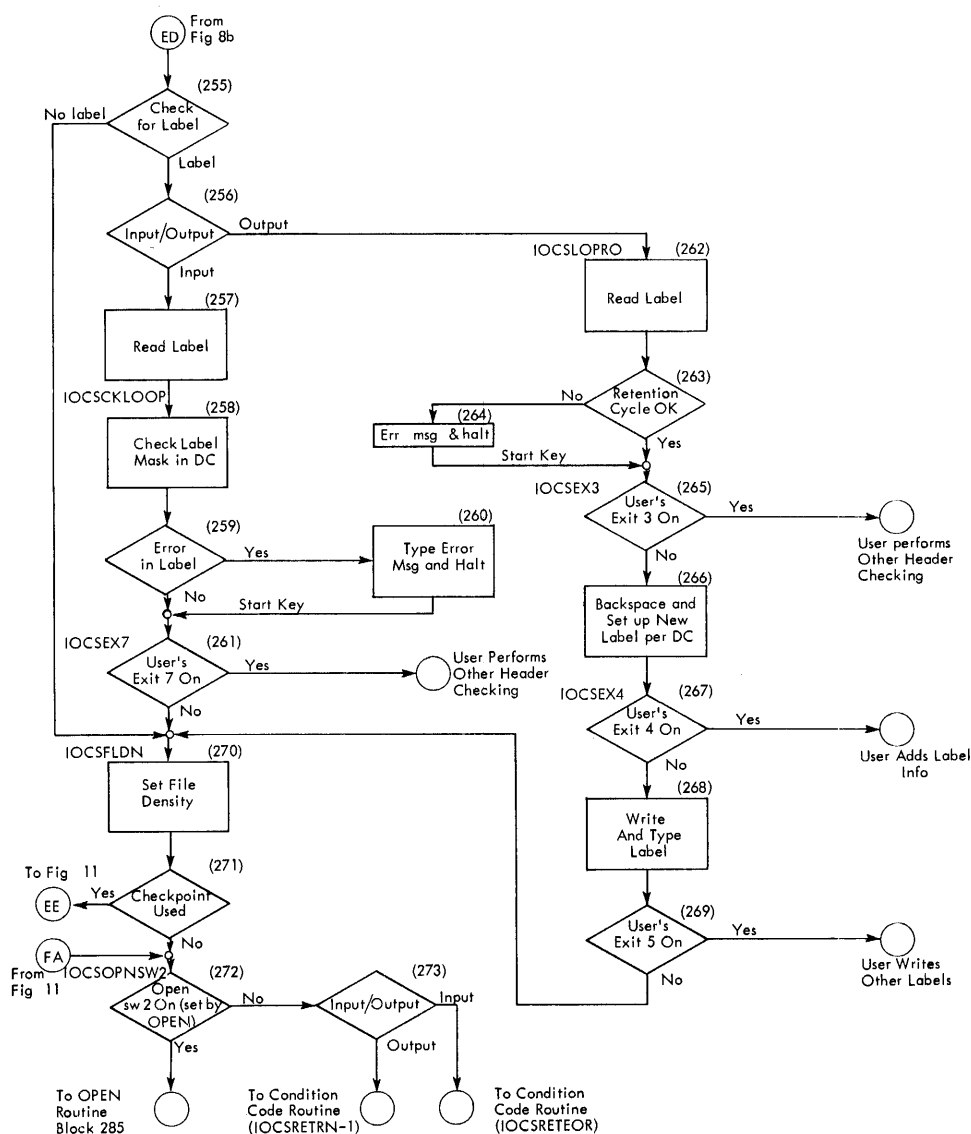 ED
From
Fig 8b
(255)
No label
Check
for Label
Label
(256)
Input/Output
Output
Input
IOCSLOPRO
(262)
Read Label
(257)
Read Label
IOCSCKLOOP
(258)
Check Label
Mask in DC
(263)
Retention
Cycle OK
No
Yes
(264)
Err msg & halt
Start Key
IOCSEX3
(265)
User's
Exit 3 On
Yes
User performs
Other Header
Checking
No
(259)
Error
in Label
Yes
No
(260)
Type Error
Msg and Halt
Start Key
(266)
Backspace and
Set up New
Label per DC
IOCSEX7
(261)
User's
Exit 7 On
Yes
User Performs
Other Header
Checking
No
IOCSEX4
(267)
User's
Exit 4 On
Yes
User Adds Label
Info
No
IOCSFLDN
(270)
Set File
Density
(268)
Write
And Type
Label
(271)
To Fig 11
EE
Yes
Checkpoint
Used
No
(269)
User's
Exit 5 On
Yes
User Writes
Other Labels
No
FA
From
Fig 11
IOCSOPNSW2
(272)
Open
sw 2 On (set by
OPEN)
No
Yes
(273)
Input/Output
Input
Output
To OPEN
Routine
Block 285
To Condition
Code Routine
(IOCSRETRN-1)
To Condition
Code Routine
(IOCSRETEOR)